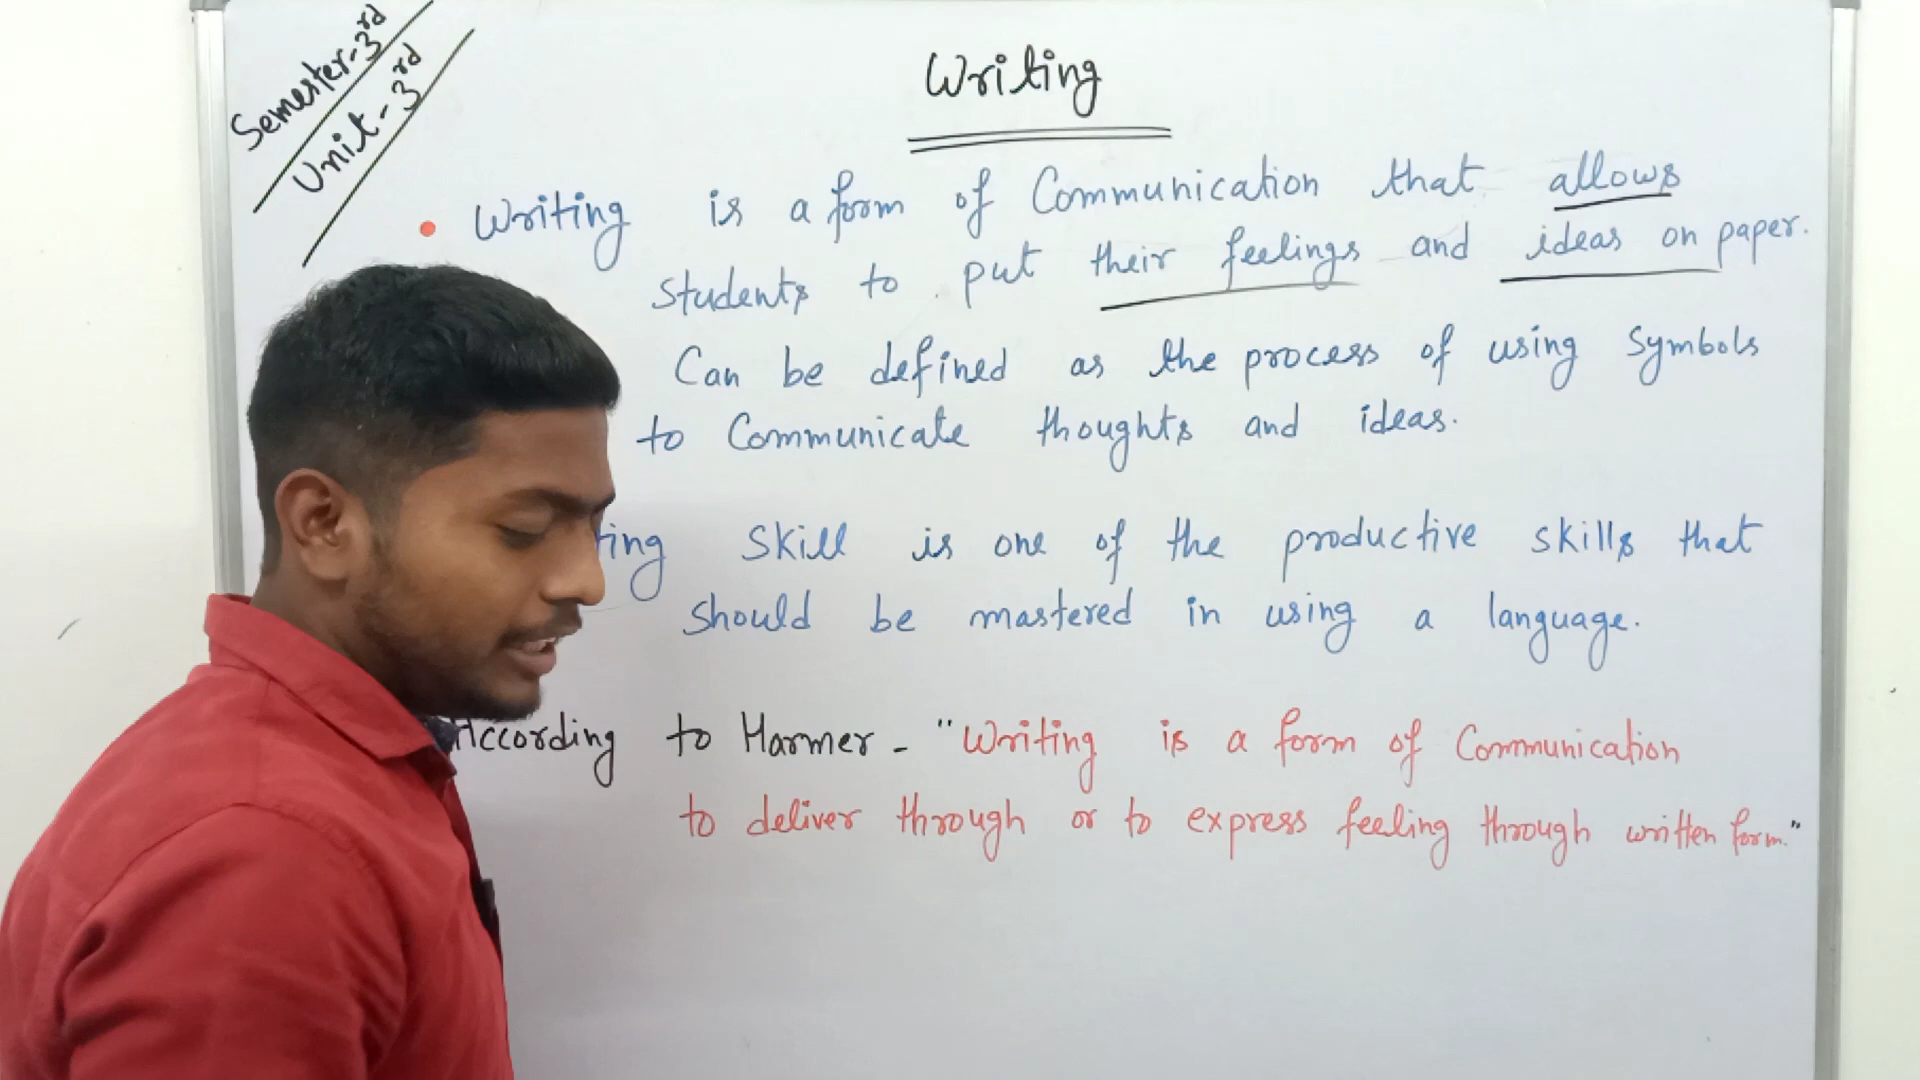 Semester-3rd
Unit-3rd
Writing
Writing is a form of Communication that allows
students to put their feelings and ideas on paper.
Can be defined as the process of using Symbols
to Communicate thoughts and ideas.
ting Skill is one of the productive skills that
should be mastered in using a language.
According to Harmer - "Writing is a form of Communication
to deliver through or to express feeling through written form."